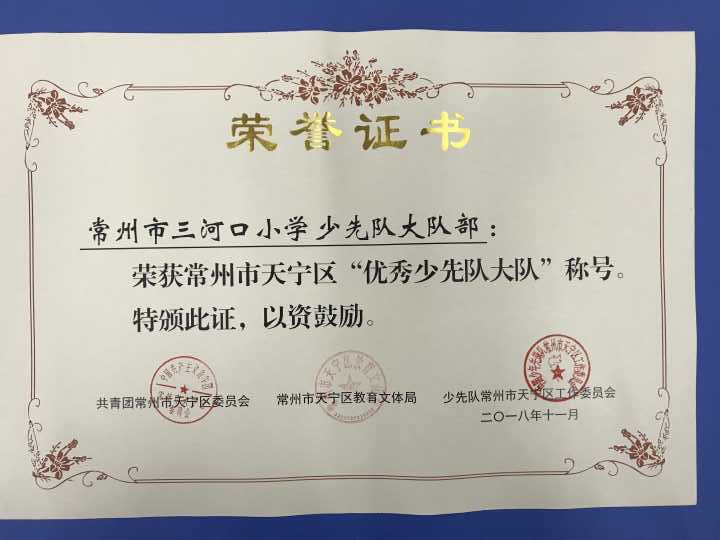 荣誉证书
常州市三河口小学少先队大队部：
荣获常州市天宁区“优秀少先队大队”称号。
特颁此证，以资鼓励。
共青团常州市天宁区委员会 常州市天宁区教育文体局 少先队常州市天宁区工作委员会
二〇一八年十一月